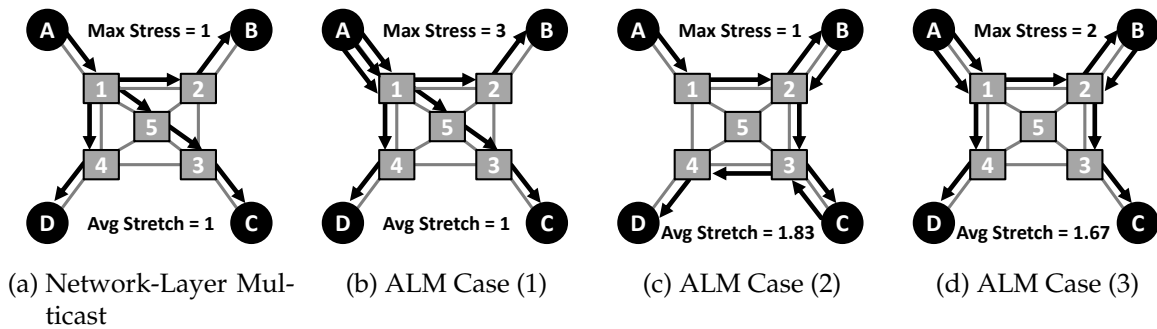 A Max Stress = 1 B
1 2
5
4 3
D Avg Stretch = 1 C
(a) Network-Layer Mul-
ticast
A Max Stress = 3 B
1 2
5
4 3
D Avg Stretch = 1 C
(b) ALM Case (1)
A Max Stress = 1 B
1 2
5
4 3
D Avg Stretch = 1.83 C
(c) ALM Case (2)
A Max Stress = 2 B
1 2
5
4 3
D Avg Stretch = 1.67 C
(d) ALM Case (3)